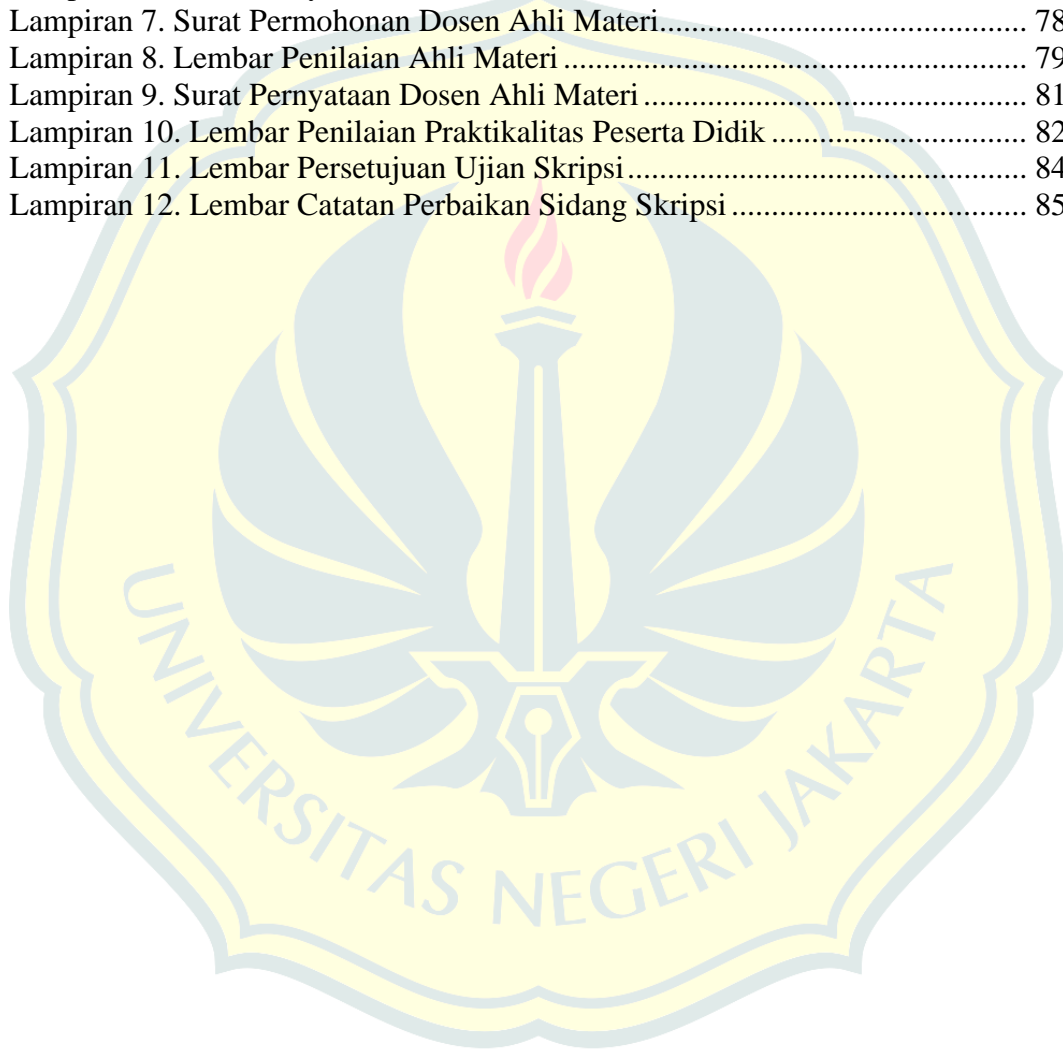 Lampiran 7. Surat Permohonan Dosen Ahli Materi........................................... 78
Lampiran 8. Lembar Penilaian Ahli Materi ..................................................... 79
Lampiran 9. Surat Pernyataan Dosen Ahli Materi ............................................ 81
Lampiran 10. Lembar Penilaian Praktikalitas Peserta Didik ............................. 82
Lampiran 11. Lembar Persetujuan Ujian Skripsi .............................................. 84
Lampiran 12. Lembar Catatan Perbaikan Sidang Skripsi .................................. 85
UNIVERSITAS NEGERI JAKARTA